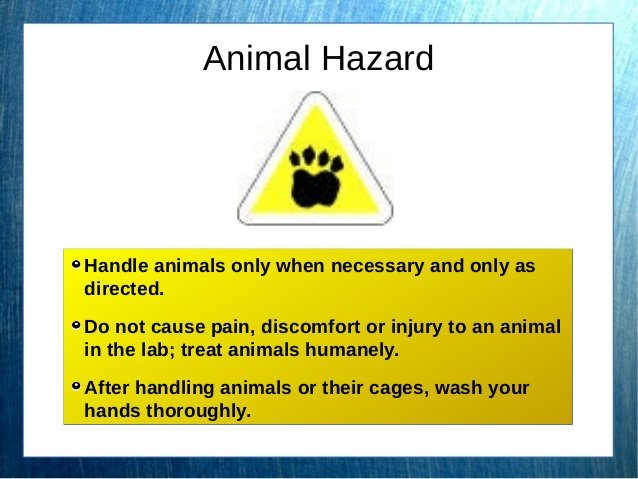 Animal Hazard
Handle animals only when necessary and only as
directed.
Do not cause pain, discomfort or injury to an animal
in the lab; treat animals humanely.
After handling animals or their cages, wash your
hands thoroughly.